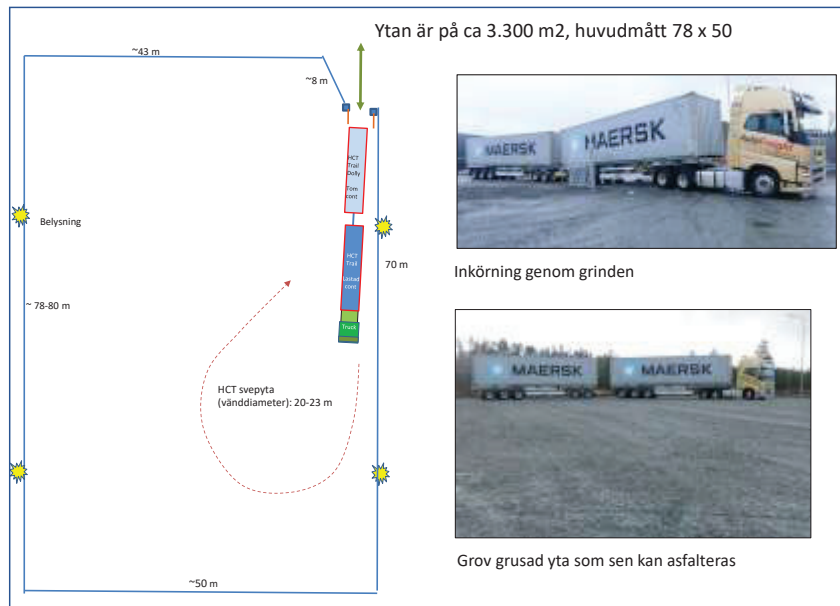 Ytan är på ca 3.300 m2, huvudmått 78 x 50
~43 m
~8 m
HCT
Trail
Dolly
Tom
cont
Belysning
HCT
Trail
Lastad
cont
70 m
~ 78-80 m
Truck
HCT svepyta
(vänddiameter): 20-23 m
~50 m
MAERSK
MAERSK
Inkörning genom grinden
MAERSK
MAERSK
Grov grusad yta som sen kan asfalteras